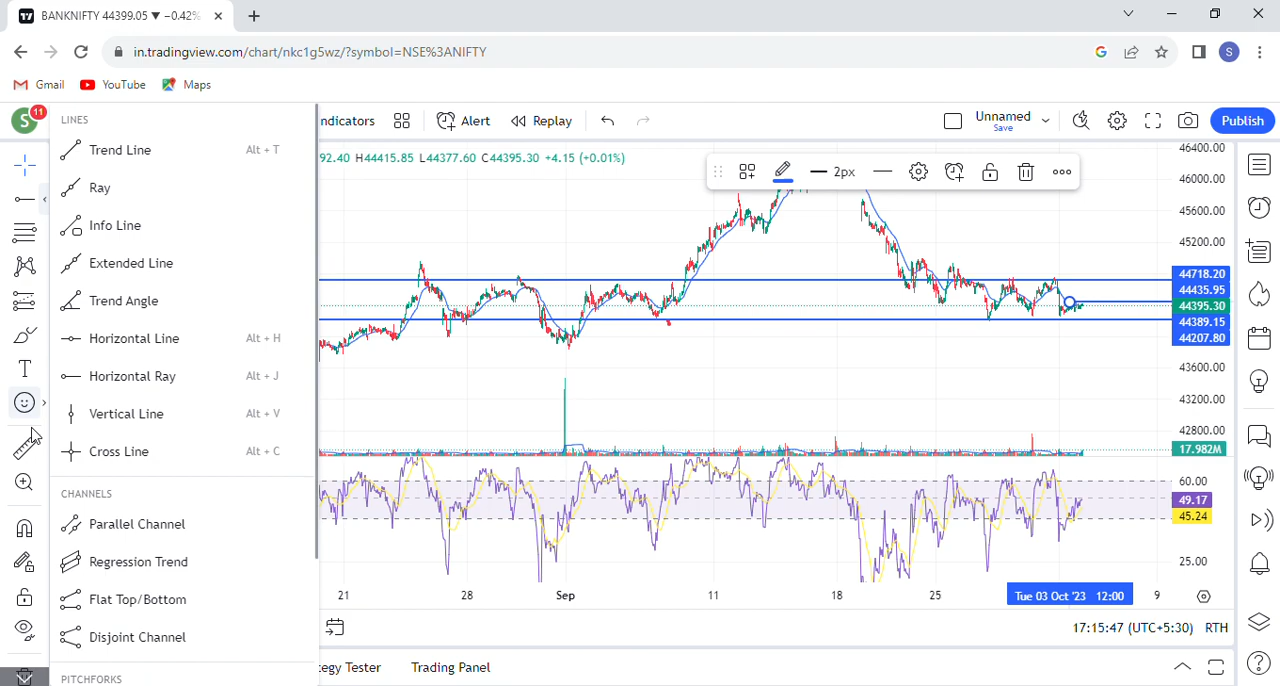 BANKNIFTY 44399.05 ▼ −0.42%
in.tradingview.com/chart/nkc1g5wz/?symbol=NSE%3ANIFTY
S
Gmail
YouTube
Maps
S
11
ndicators
Alert
Replay
Unnamed
Save
Publish
LINES
Trend Line
Alt + T
Ray
Info Line
Extended Line
Trend Angle
Horizontal Line
Alt + H
Horizontal Ray
Alt + J
Vertical Line
Alt + V
Cross Line
Alt + C
CHANNELS
Parallel Channel
Regression Trend
Flat Top/Bottom
Disjoint Channel
PITCHFORKS
T
92.40 H44415.85 L44377.60 C44395.30 +4.15 (+0.01%)
2px
46400.00
46000.00
45600.00
45200.00
44718.20
44435.95
44395.30
44389.15
44207.80
43600.00
43200.00
42800.00
17.982M
60.00
49.17
45.24
25.00
21
28
Sep
11
18
25
Tue 03 Oct '23 12:00
9
17:15:47 (UTC+5:30)
RTH
tegy Tester
Trading Panel